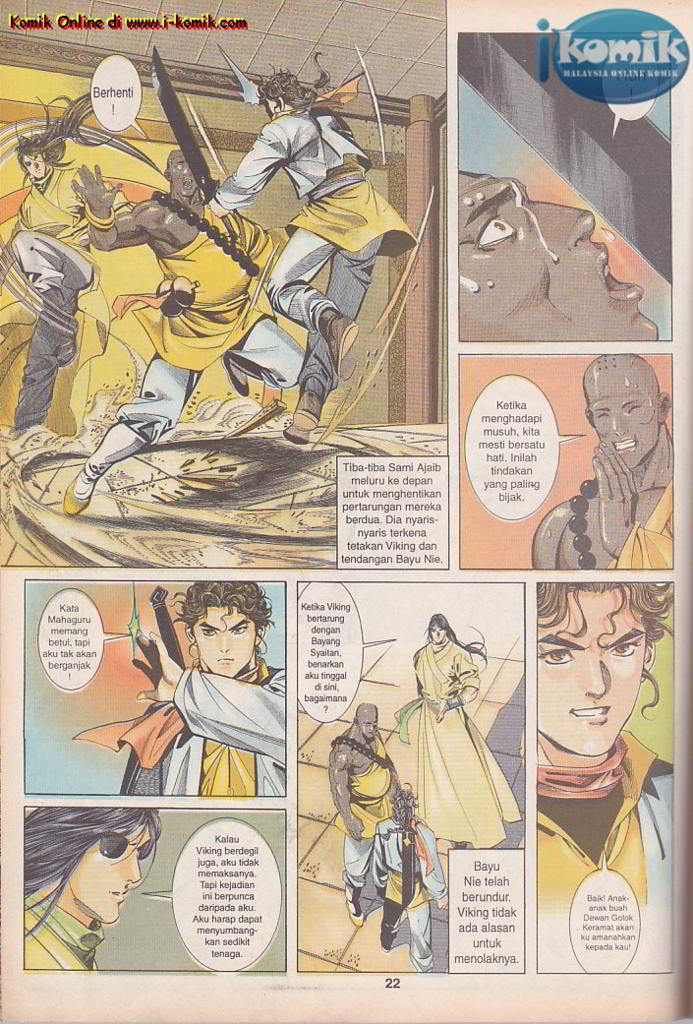 Komik Online di www.i-komik.com
ikomik
MALAYSIA ONLINE KOMIK
Berhenti
!
!
Tiba-tiba Sami Ajaib
meluru ke depan
untuk menghentikan
pertarungan mereka
berdua. Dia nyaris-
nyaris terkena
tetakan Viking dan
tendangan Bayu Nie.
Ketika
menghadapi
musuh, kita
mesti bersatu
hati. Inilah
tindakan
yang paling
bijak.
Kata
Mahaguru
memang
betul, tapi
aku tak akan
berganjak
!
Ketika Viking
bertarung
dengan
Bayang
Syaitan,
benarkan
aku tinggal
di sini,
bagaimana
?
Kalau
Viking berdegil
juga, aku tidak
memaksanya.
Tapi kejadian
ini berpunca
daripada aku.
Aku harap dapat
menyumbang-
kan sedikit
tenaga.
Bayu
Nie telah
berundur.
Viking tidak
ada alasan
untuk
menolaknya.
Baik! Anak-
anak buah
Dewan Golok
Keramat akan
ku amanahkan
kepada kau!
22